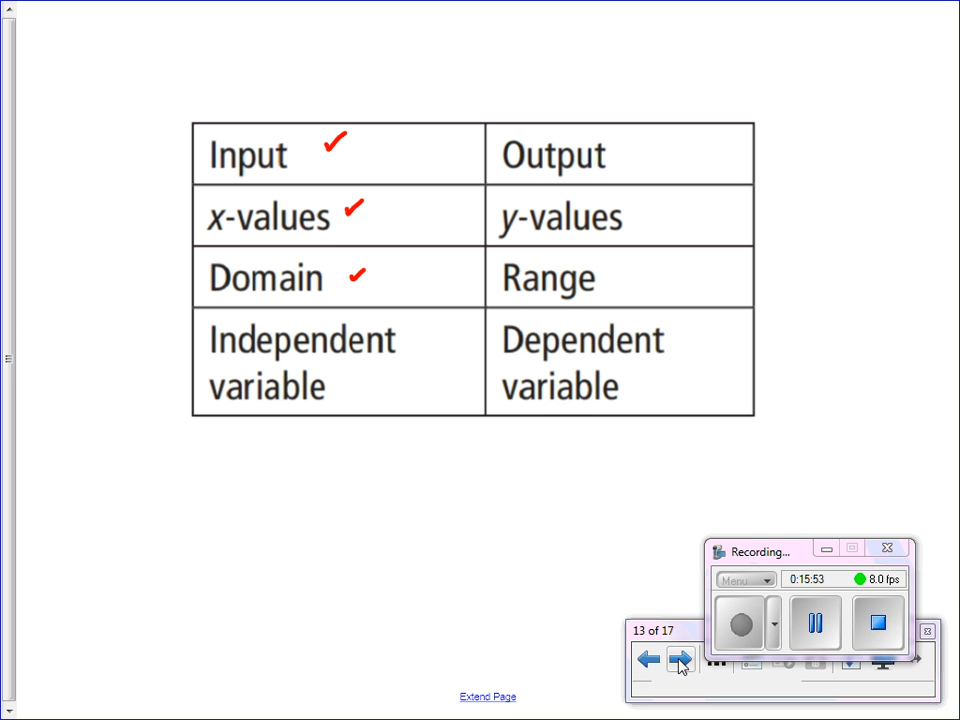 Input Output
x-values y-values
Domain Range
Independent variable Dependent variable
Recording...
Menu 0:15:53 8.0 fps
13 of 17
Extend Page